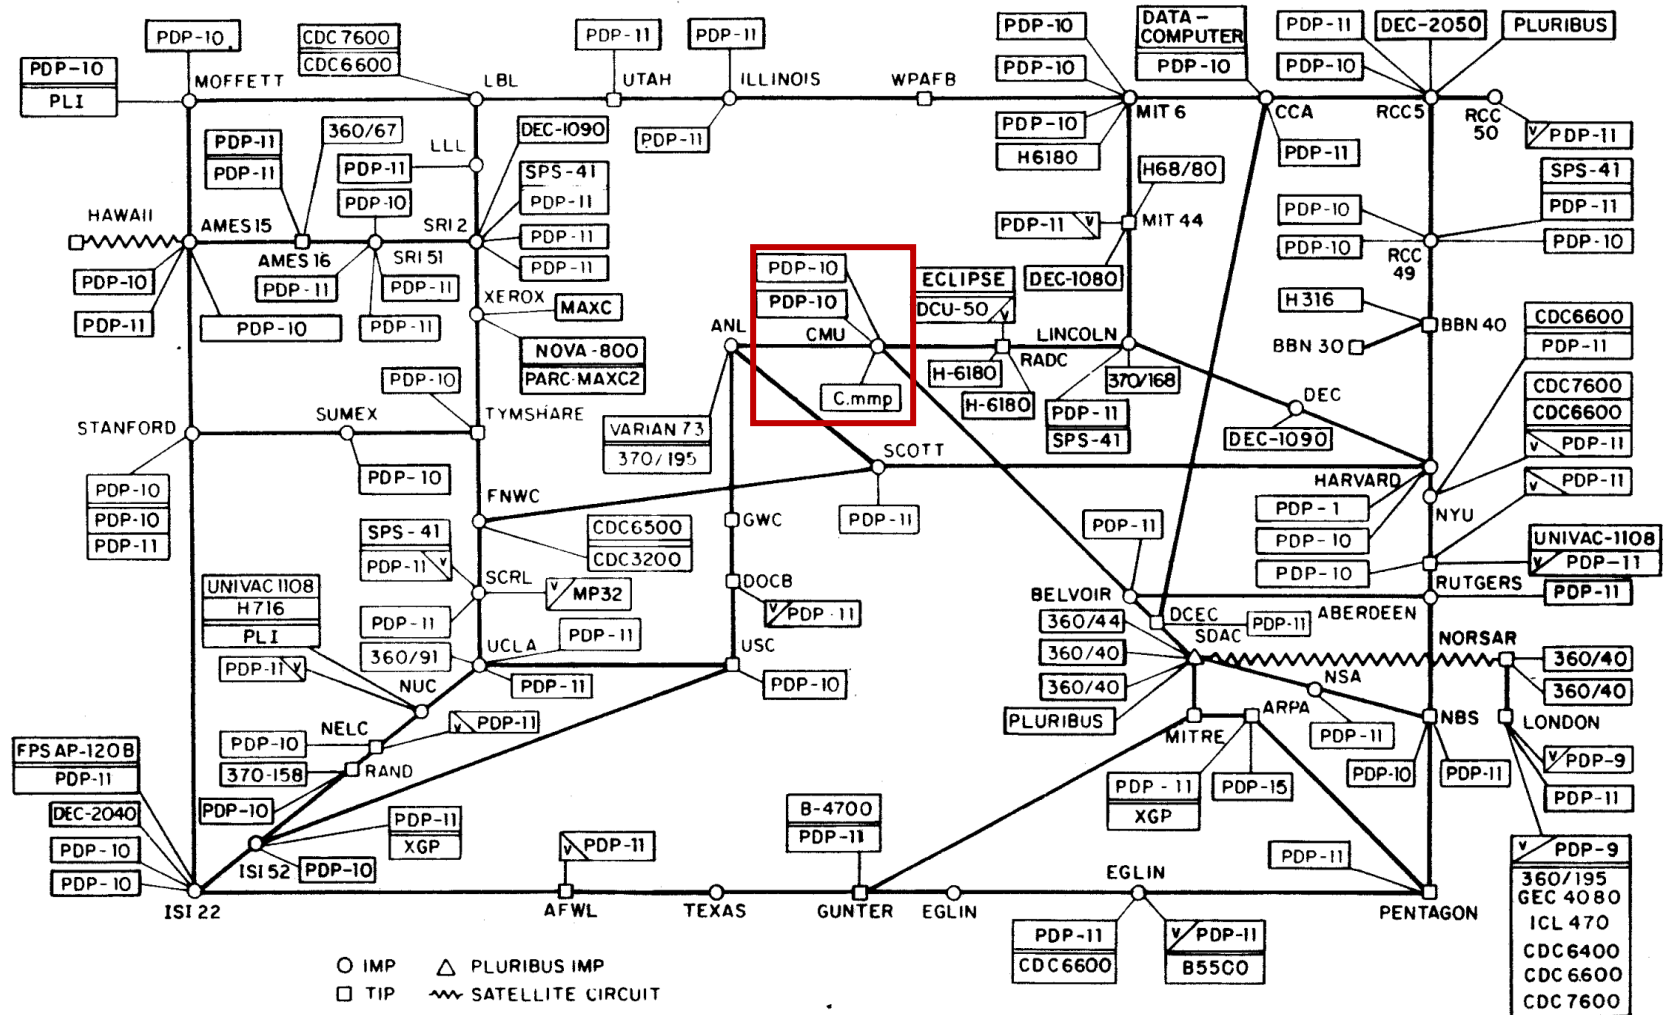 PDP-10
CDC7600
CDC6600
PDP-11
PDP-11
PDP-10
DATA-
COMPUTER
PDP-10
PDP-11
DEC-2050
PLURIBUS
PDP-10
PLI
MOFFETT
LBL
UTAH
ILLINOIS
WPAFB
PDP-10
PDP-10
MIT 6
CCA
RCC5
RCC
50
PDP-11
PDP-10
H6180
PDP-11
V PDP-11
PDP-11
PDP-11
360/67
LLL
PDP-11
DEC-1090
SPS-41
PDP-11
H68/80
SPS-41
PDP-11
HAWAII
AMES 15
PDP-10
SRI 2
PDP-11
PDP-11 V
MIT 44
PDP-10
PDP-10
PDP-10
AMES 16
SRI 51
PDP-11
RCC
49
PDP-10
PDP-11
PDP-11
PDP-10
ECLIPSE
DEC-1080
PDP-11
PDP-10
PDP-11
XEROX
MAXC
PDP-10
DCU-50 V
H316
BBN 40
CDC6600
PDP-11
ANL
CMU
RADC
LINCOLN
BBN 30
NOVA-800
PARC-MAXC2
H-6180
370/168
CDC7600
CDC6600
V PDP-11
PDP-10
TYMSHARE
C.mmp
H-6180
PDP-11
SPS-41
DEC
DEC-1090
STANFORD
SUMEX
VARIAN 73
370/195
SCOTT
HARVARD
V PDP-11
PDP-10
PDP-10
PDP-10
PDP-11
FNWC
PDP-11
PDP-1
NYU
SPS-41
PDP-11 V
CDC6500
CDC3200
GWC
PDP-11
PDP-10
UNIVAC-1108
V PDP-11
SCRL
V MP32
DOCB
V PDP-11
PDP-10
RUTGERS
UNIVAC 1108
H716
PLI
PDP-11
BELVOIR
ABERDEEN
PDP-11
360/44
DCEC
PDP-11
SDAC
UCLA
PDP-11
USC
360/91
360/40
NORSAR
360/40
PDP-11 V
NUC
PDP-11
PDP-10
360/40
NSA
360/40
NELC
V PDP-11
PLURIBUS
MITRE
ARPA
PDP-11
NBS
LONDON
PDP-10
FPS AP-120B
PDP-11
370-158
RAND
PDP-11
XGP
PDP-15
PDP-10
PDP-11
V PDP-9
PDP-11
DEC-2040
PDP-10
PDP-11
XGP
B-4700
PDP-11
PDP-10
V PDP-11
PDP-11
V PDP-9
PDP-10
ISI 52
PDP-10
EGLIN
360/195
GEC 4080
ISI 22
AFWL
TEXAS
GUNTER
EGLIN
PENTAGON
ICL 470
PDP-11
CDC6600
V PDP-11
B5500
CDC6400
IMP
PLURIBUS IMP
CDC6600
TIP
SATELLITE CIRCUIT
CDC7600